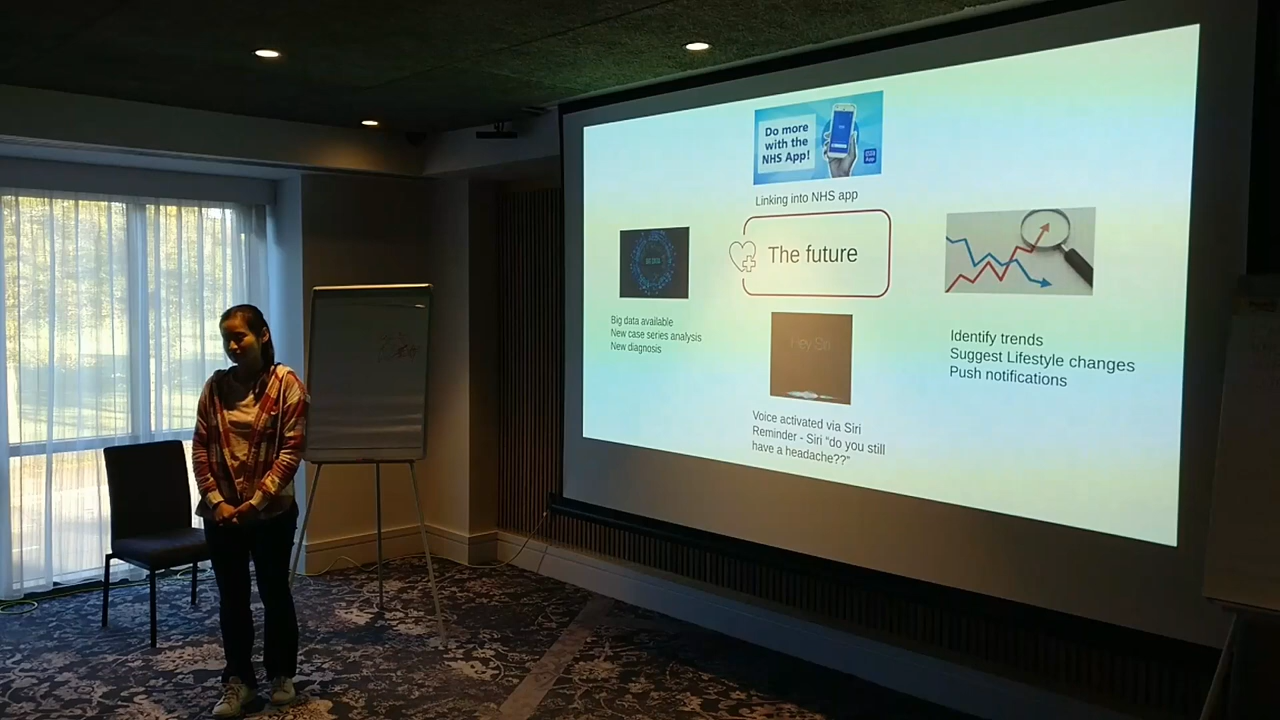 Do more
with the
NHS App!
Linking into NHS app
The future
Big data available
New case series analysis
New diagnosis
Hey Siri
Identify trends
Suggest Lifestyle changes
Push notifications
Voice activated via Siri
Reminder - Siri "do you still
have a headache??"